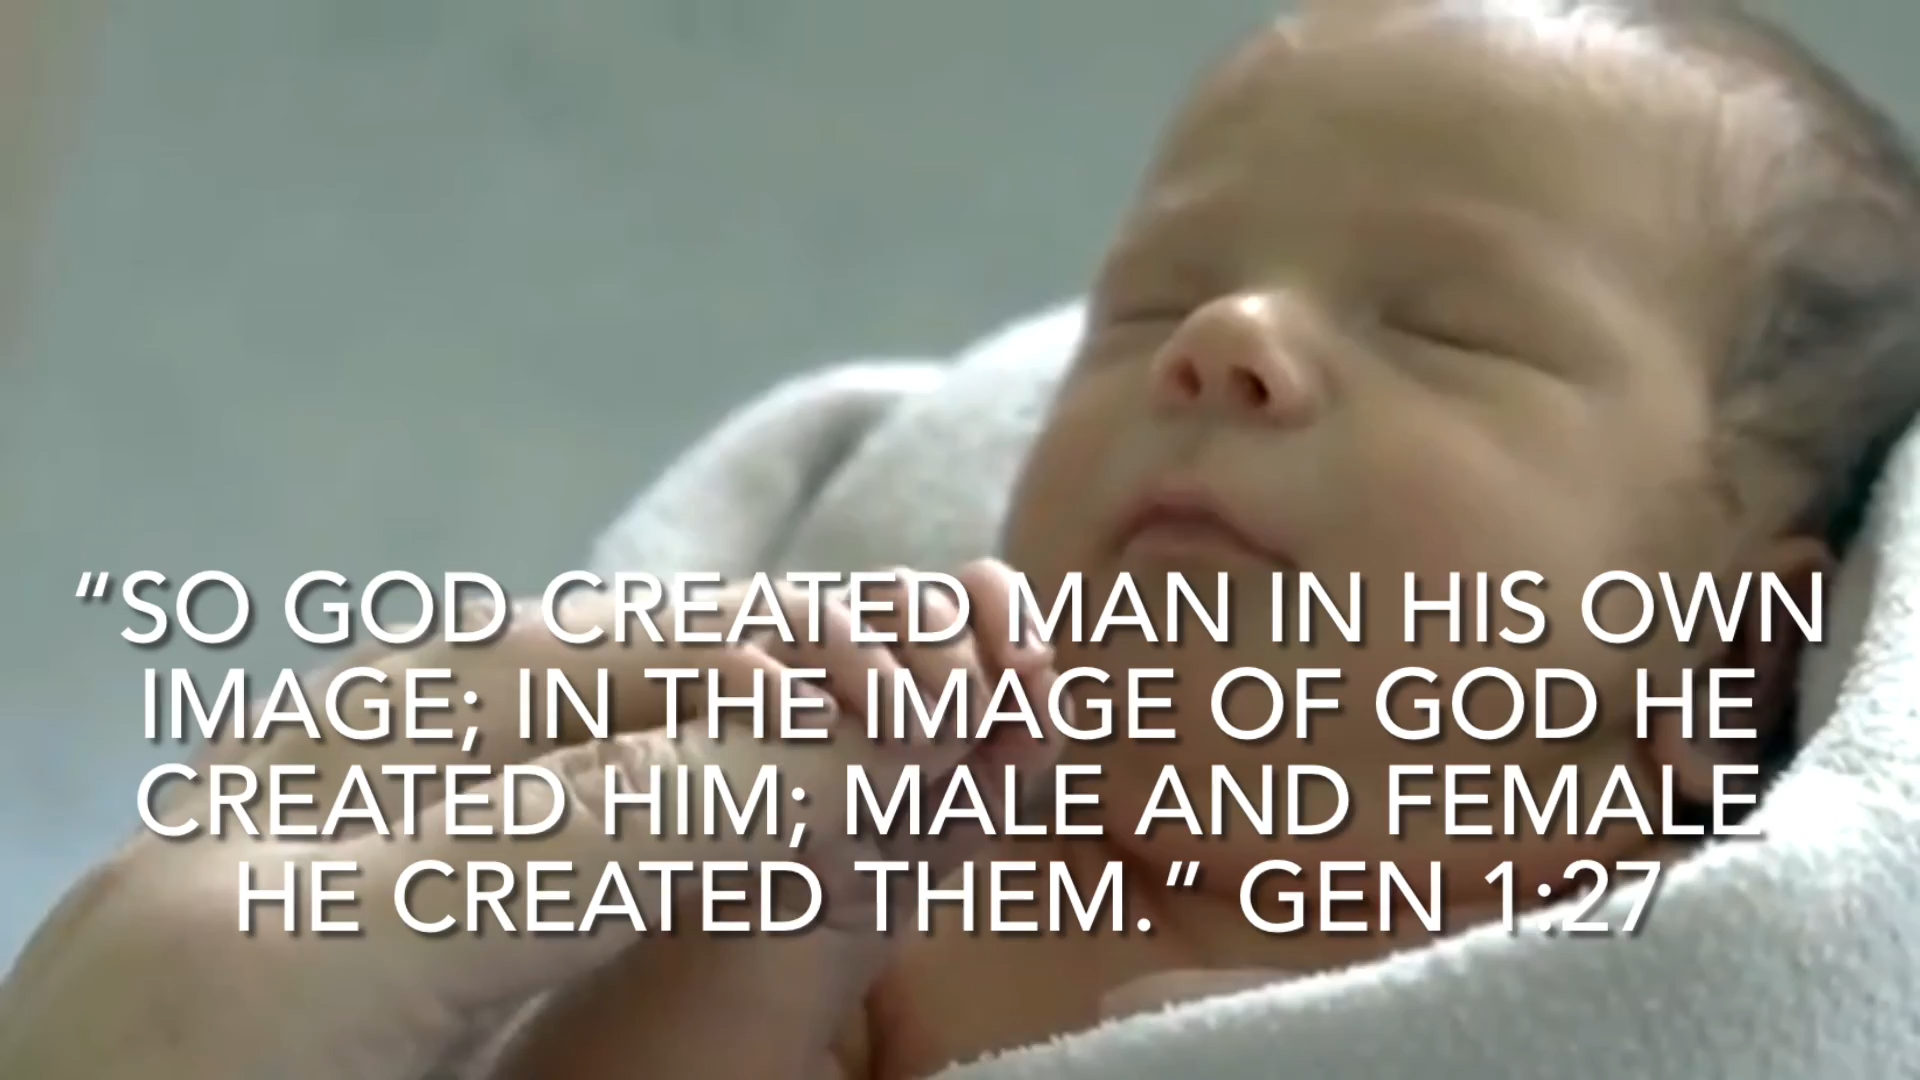 “SO GOD CREATED MAN IN HIS OWN
IMAGE; IN THE IMAGE OF GOD HE
CREATED HIM; MALE AND FEMALE
HE CREATED THEM.” GEN 1:27